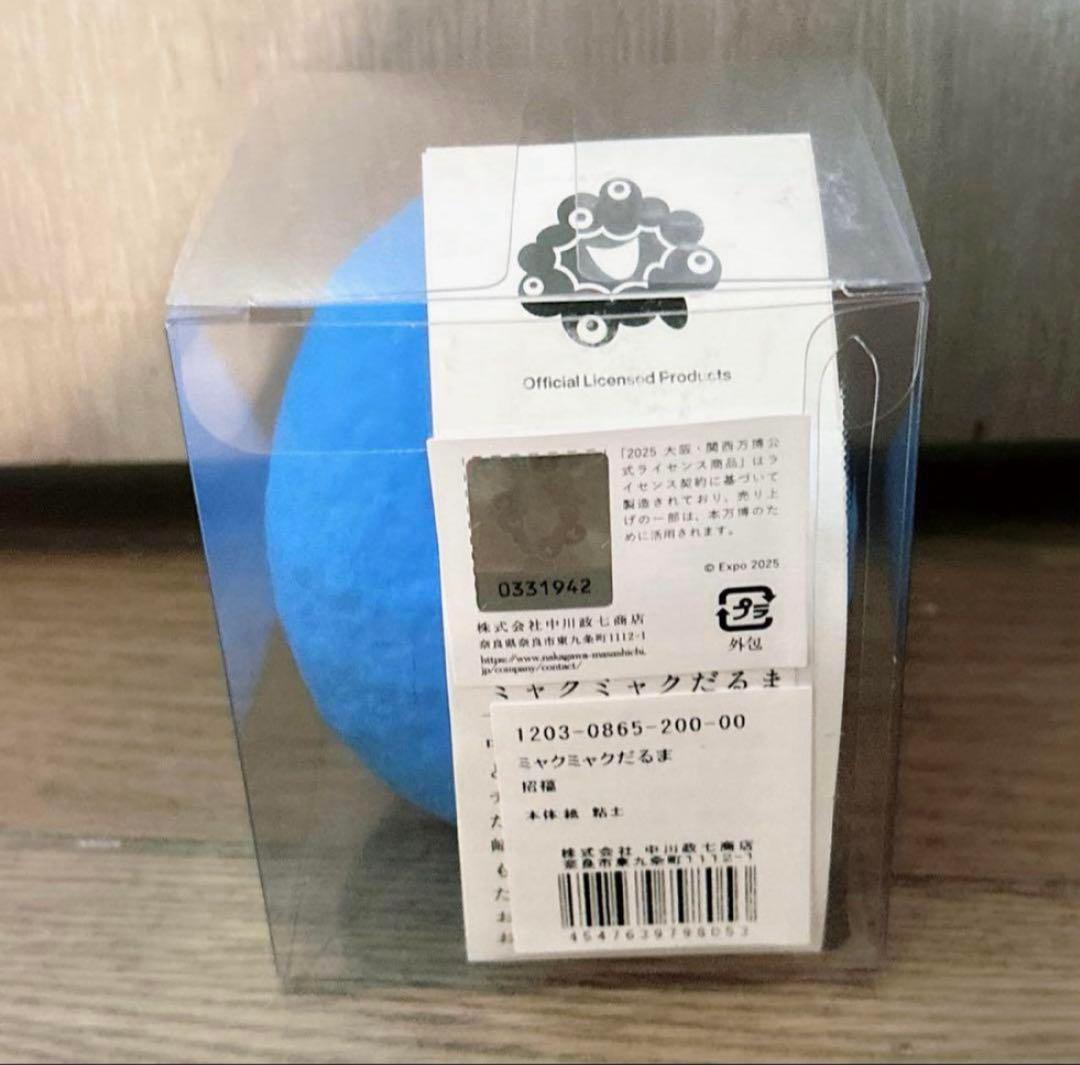 Official Licensed Products
「2025 大阪・関西万博公
式ライセンス商品」はラ
イセンス契約に基づいて
製造されており、売り上
げの一部は、本万博のた
めに活用されます。
© Expo 2025
0331942
プラ
外包
株式会社中川政七商店
奈良県奈良市東九条町1112-1
https://www.nakagawa-masashichi.
jp/company/contact/
ミャクミャクだるま
1203-0865-200-00
ミャクミャクだるま
招福
本体 紙 粘土
株式会社 中川政七商店
奈良市東九条町1112-1
4547639798053